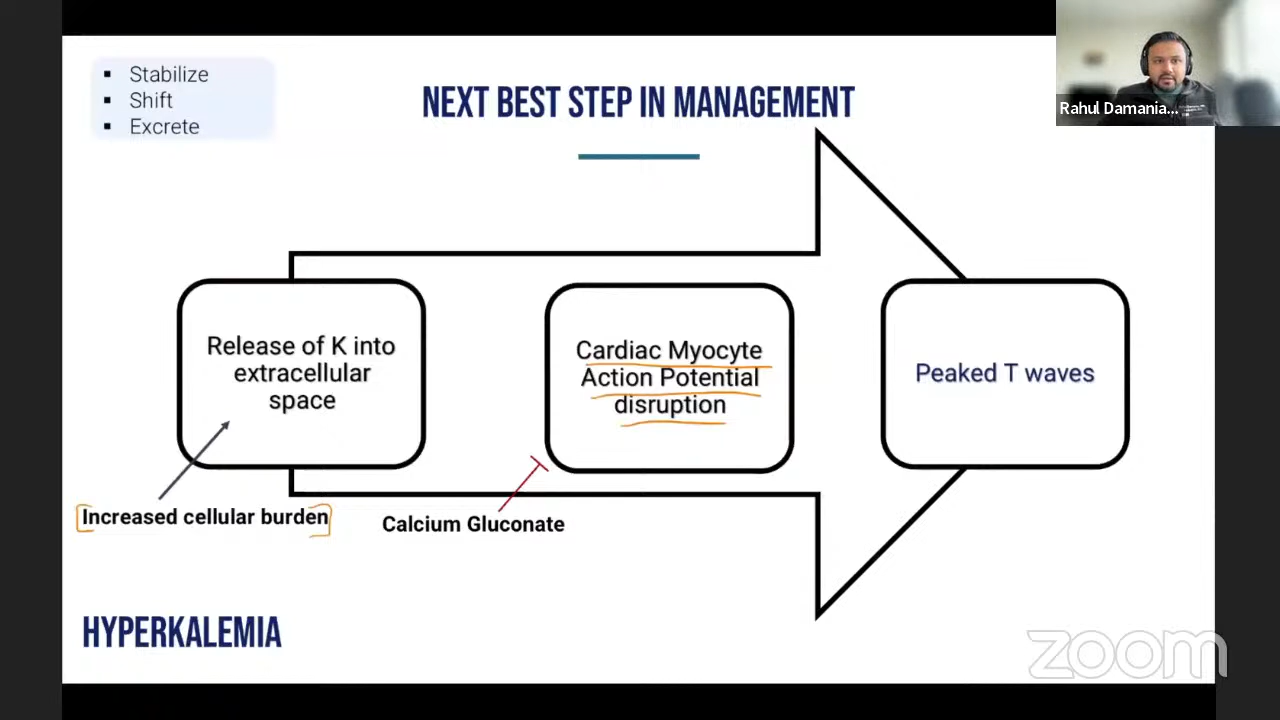 Stabilize
Shift
Excrete
NEXT BEST STEP IN MANAGEMENT
Rahul Damania...
Release of K into
extracellular
space
Cardiac Myocyte
Action Potential
disruption
Peaked T waves
Increased cellular burden
Calcium Gluconate
HYPERKALEMIA
zoom